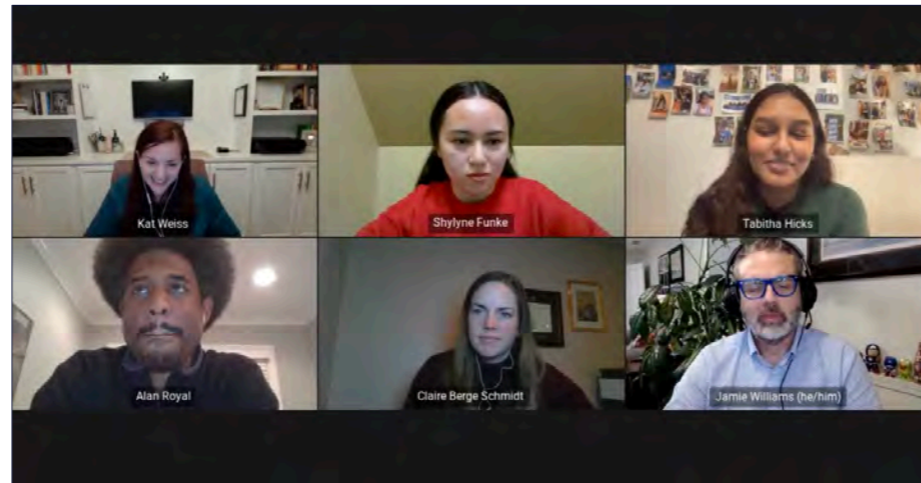 Kat Weiss
Shylyne Funke
Tabitha Hicks
Alan Royal
Claire Berge Schmidt
Jamie Williams (he/him)